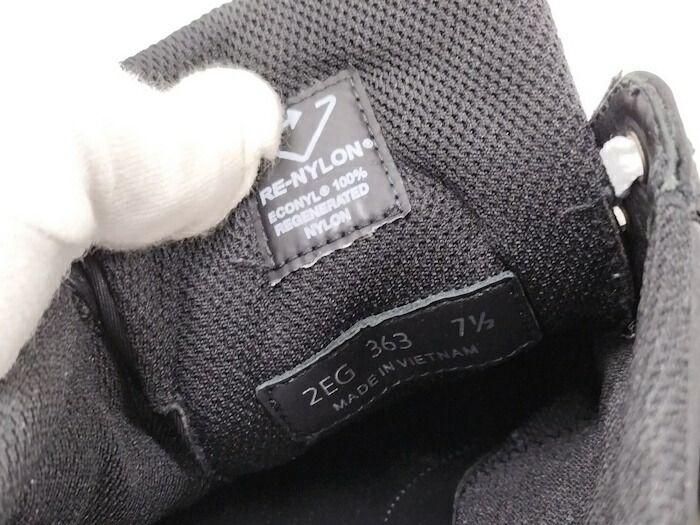 RE-NYLON®
ECONYL® 100%
REGENERATED
NYLON
2EG 363 7½
MADE IN VIETNAM